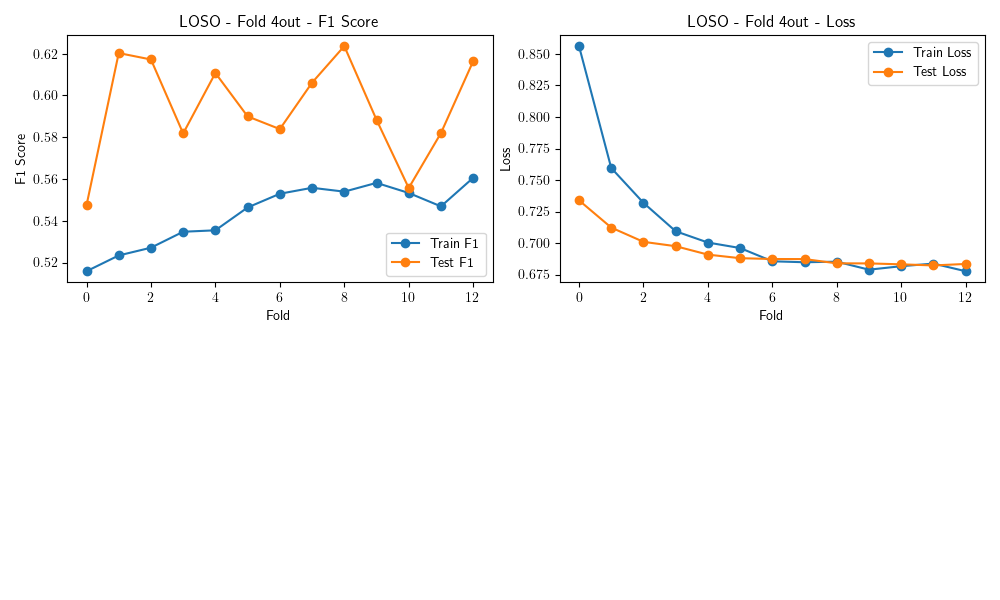 LOSO - Fold 4out - F1 Score
F1 Score
0.62
0.60
0.58
0.56
0.54
0.52
0 2 4 6 8 10 12
Fold
Train F1
Test F1
LOSO - Fold 4out - Loss
Loss
0.850
0.825
0.800
0.775
0.750
0.725
0.700
0.675
0 2 4 6 8 10 12
Fold
Train Loss
Test Loss